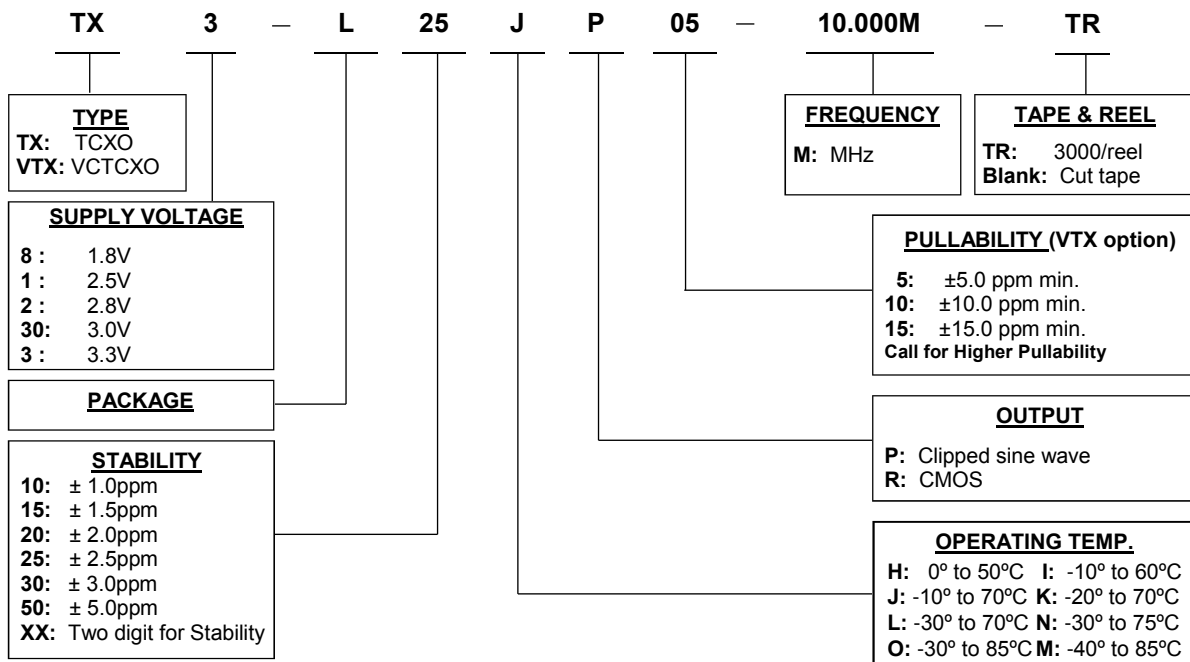 TX 3 — L 25 J P 05 — 10.000M — TR
TYPE
TX: TCXO
VTX: VCTCXO
SUPPLY VOLTAGE
8 : 1.8V
1 : 2.5V
2 : 2.8V
30: 3.0V
3 : 3.3V
PACKAGE
STABILITY
10: ± 1.0ppm
15: ± 1.5ppm
20: ± 2.0ppm
25: ± 2.5ppm
30: ± 3.0ppm
50: ± 5.0ppm
XX: Two digit for Stability
FREQUENCY
M: MHz
TAPE & REEL
TR: 3000/reel
Blank: Cut tape
PULLABILITY (VTX option)
5: ±5.0 ppm min.
10: ±10.0 ppm min.
15: ±15.0 ppm min.
Call for Higher Pullability
OUTPUT
P: Clipped sine wave
R: CMOS
OPERATING TEMP.
H: 0º to 50ºC I: -10º to 60ºC
J: -10º to 70ºC K: -20º to 70ºC
L: -30º to 70ºC N: -30º to 75ºC
O: -30º to 85ºC M: -40º to 85ºC